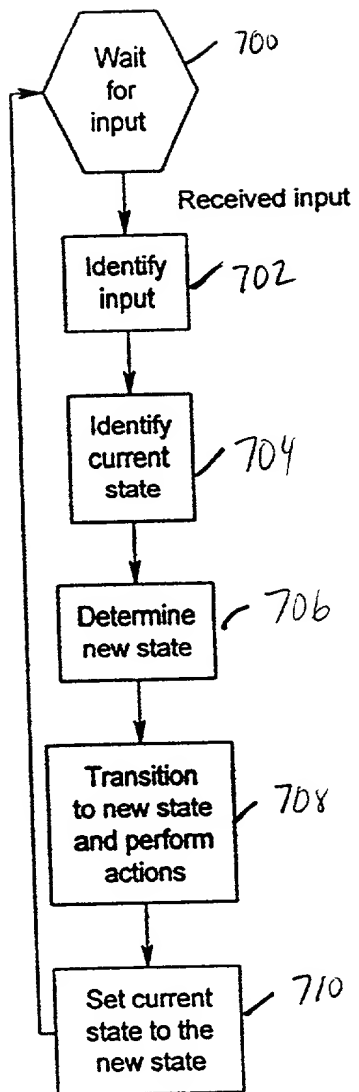 Wait
for
input
700
Received input
Identify
input
702
Identify
current
state
704
Determine
new state
706
Transition
to new state
and perform
actions
708
Set current
state to the
new state
710